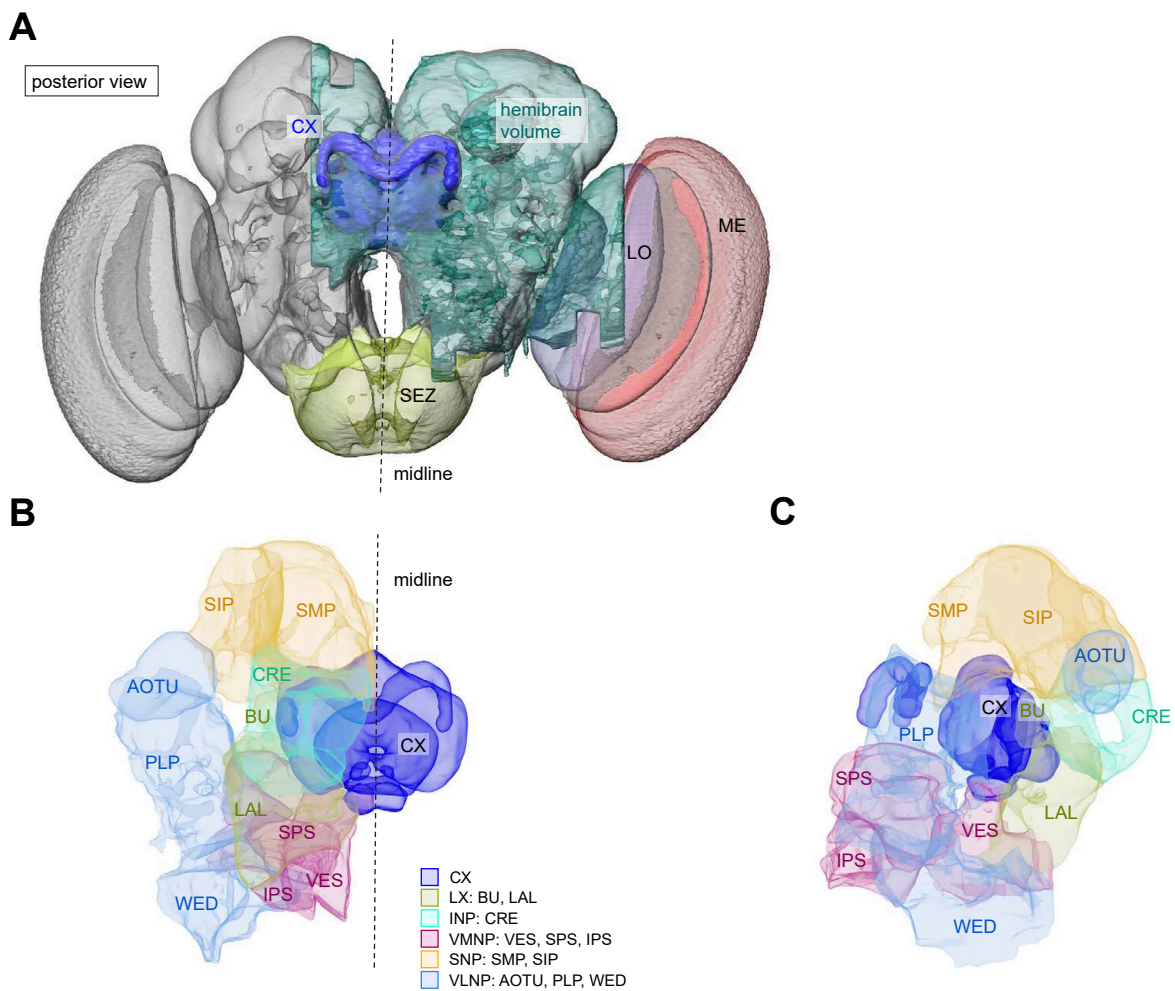 A
posterior view
CX
hemibrain
volume
LO
ME
SEZ
midline
B
midline
SIP
SMP
CRE
AOTU
BU
CX
PLP
LAL
SPS
VES
IPS
WED
CX
LX: BU, LAL
INP: CRE
VMNP: VES, SPS, IPS
SNP: SMP, SIP
VLNP: AOTU, PLP, WED
C
SMP
SIP
AOTU
CX
BU
CRE
PLP
SPS
LAL
VES
IPS
WED